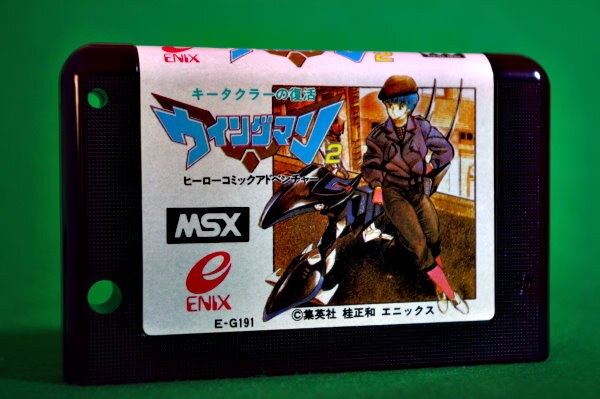 ENIX
2
MSX
キータクラーの復活
ウイングマン
2
ヒーローコミックアドベンチャー
MSX
ENIX
E-G191
©集英社 桂正和 エニックス